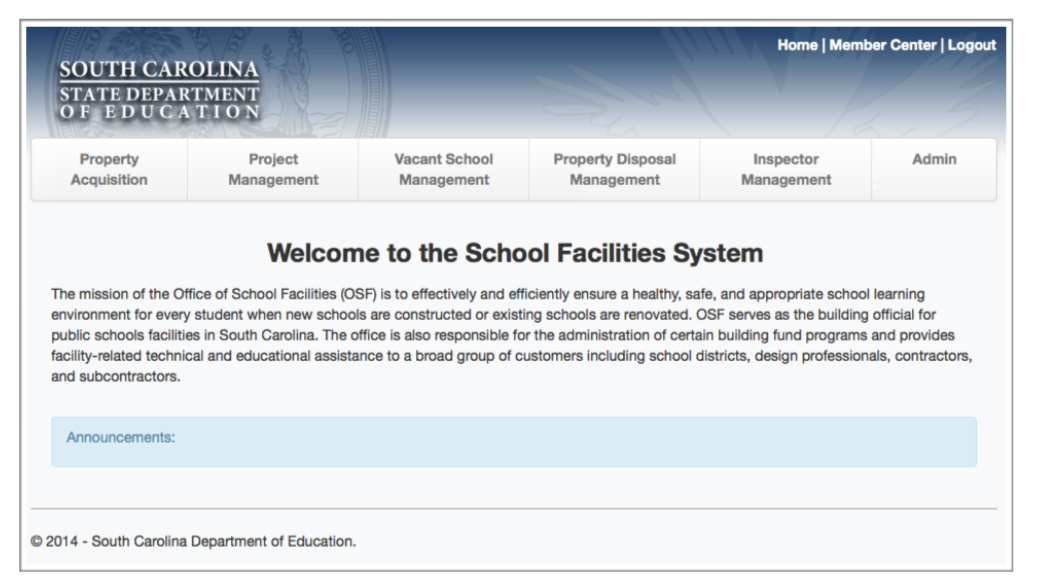 Home | Member Center | Logout
SOUTH CAROLINA
STATE DEPARTMENT
OF EDUCATION
Property Acquisition
Project Management
Vacant School Management
Property Disposal Management
Inspector Management
Admin
Welcome to the School Facilities System
The mission of the Office of School Facilities (OSF) is to effectively and efficiently ensure a healthy, safe, and appropriate school learning
environment for every student when new schools are constructed or existing schools are renovated. OSF serves as the building official for
public schools facilities in South Carolina. The office is also responsible for the administration of certain building fund programs and provides
facility-related technical and educational assistance to a broad group of customers including school districts, design professionals, contractors,
and subcontractors.
Announcements:
© 2014 - South Carolina Department of Education.